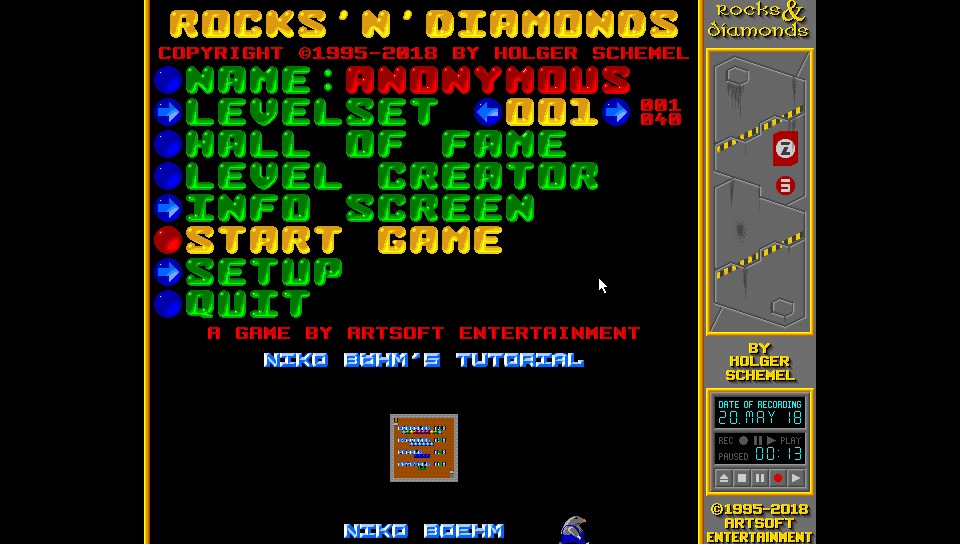 ROCKS'N'DIAMONDS
COPYRIGHT ©1995-2018 BY HOLGER SCHEMEL
NAME: ANONYMOUS
LEVELSET 001 001 040
HALL OF FAME
LEVEL CREATOR
INFO SCREEN
START GAME
SETUP
QUIT
A GAME BY ARTSOFT ENTERTAINMENT
NIKO BÖHM'S TUTORIAL
NIKO BOEHM
Rocks &
diamonds
Z
S
BY
HOLGER
SCHEMEL
DATE OF RECORDING
20.MAY 18
REC PLAY
PAUSED 00:13
©1995-2018
ARTSOFT
ENTERTAINMENT